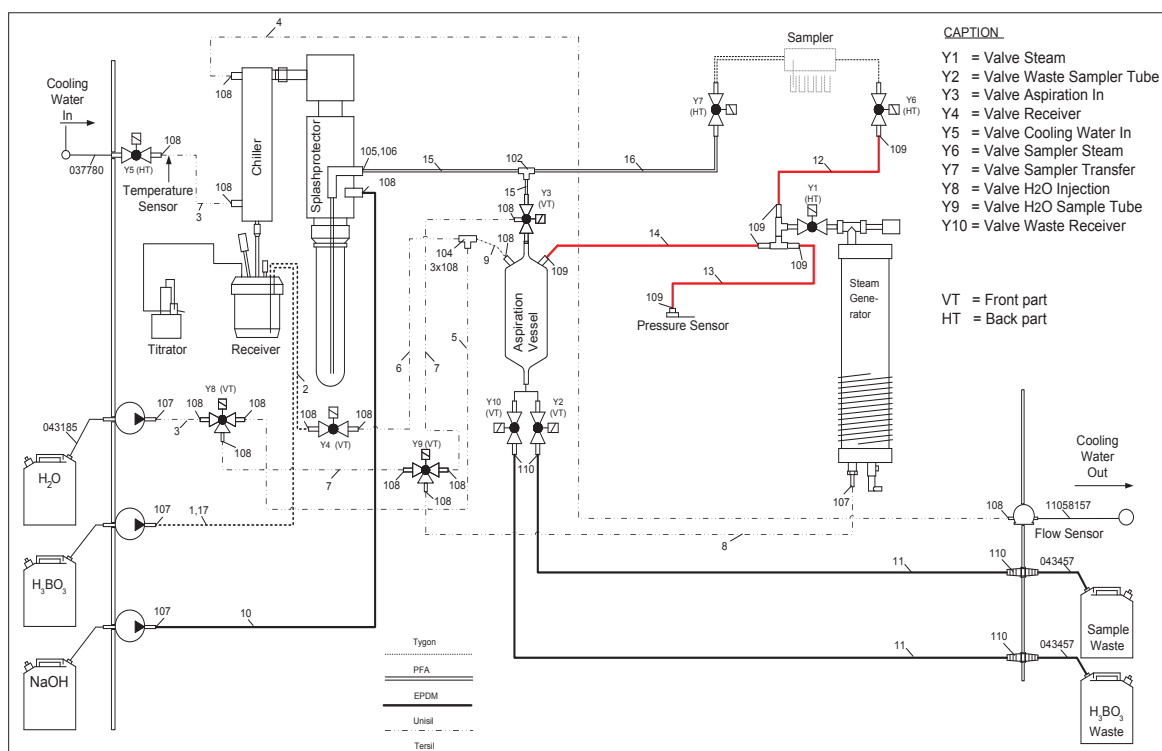 4
Sampler
CAPTION
Y1 = Valve Steam
Y2 = Valve Waste Sampler Tube
Y3 = Valve Aspiration In
Y4 = Valve Receiver
Y5 = Valve Cooling Water In
Y6 = Valve Sampler Steam
Y7 = Valve Sampler Transfer
Y8 = Valve H2O Injection
Y9 = Valve H2O Sample Tube
Y10 = Valve Waste Receiver
VT = Front part
HT = Back part
Cooling
Water
In
108
037780
Y5 (HT)
108
Temperature
Sensor
7
3
108
Chiller
Splashprotector
105,106
108
15
102
16
15
Y3
(VT)
108
Y7
(HT)
Y6
(HT)
109
12
Y1
(HT)
109
109
109
14
13
109
Pressure Sensor
104
3x108
9
108
109
Aspiration
Vessel
Steam
Gene-
rator
Titrator
Receiver
2
6
7
5
Y10
(VT)
Y2
(VT)
110
Y8 (VT)
107
108
108
108
3
043185
H2O
108
108
Y4 (VT)
Y9 (VT)
108
108
108
7
107
8
Cooling
Water
Out
108
11058157
Flow Sensor
107
1,17
H3BO3
107
10
NaOH
11
110
043457
Sample
Waste
11
110
043457
H3BO3
Waste
Tygon
PFA
EPDM
Unisil
Tersil